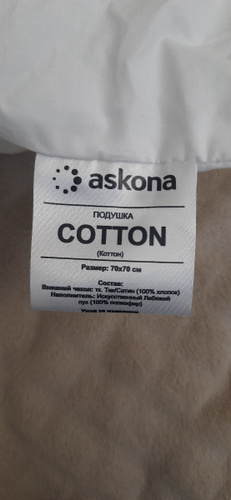 askona
ПОДУШКА
COTTON
(Коттон)
Размер: 70x70 см
Состав:
Внешний чехол: тк. Тик/Сатин (100% хлопок)
Наполнитель: Искусственный Лебяжий
пух (100% полиэфир)